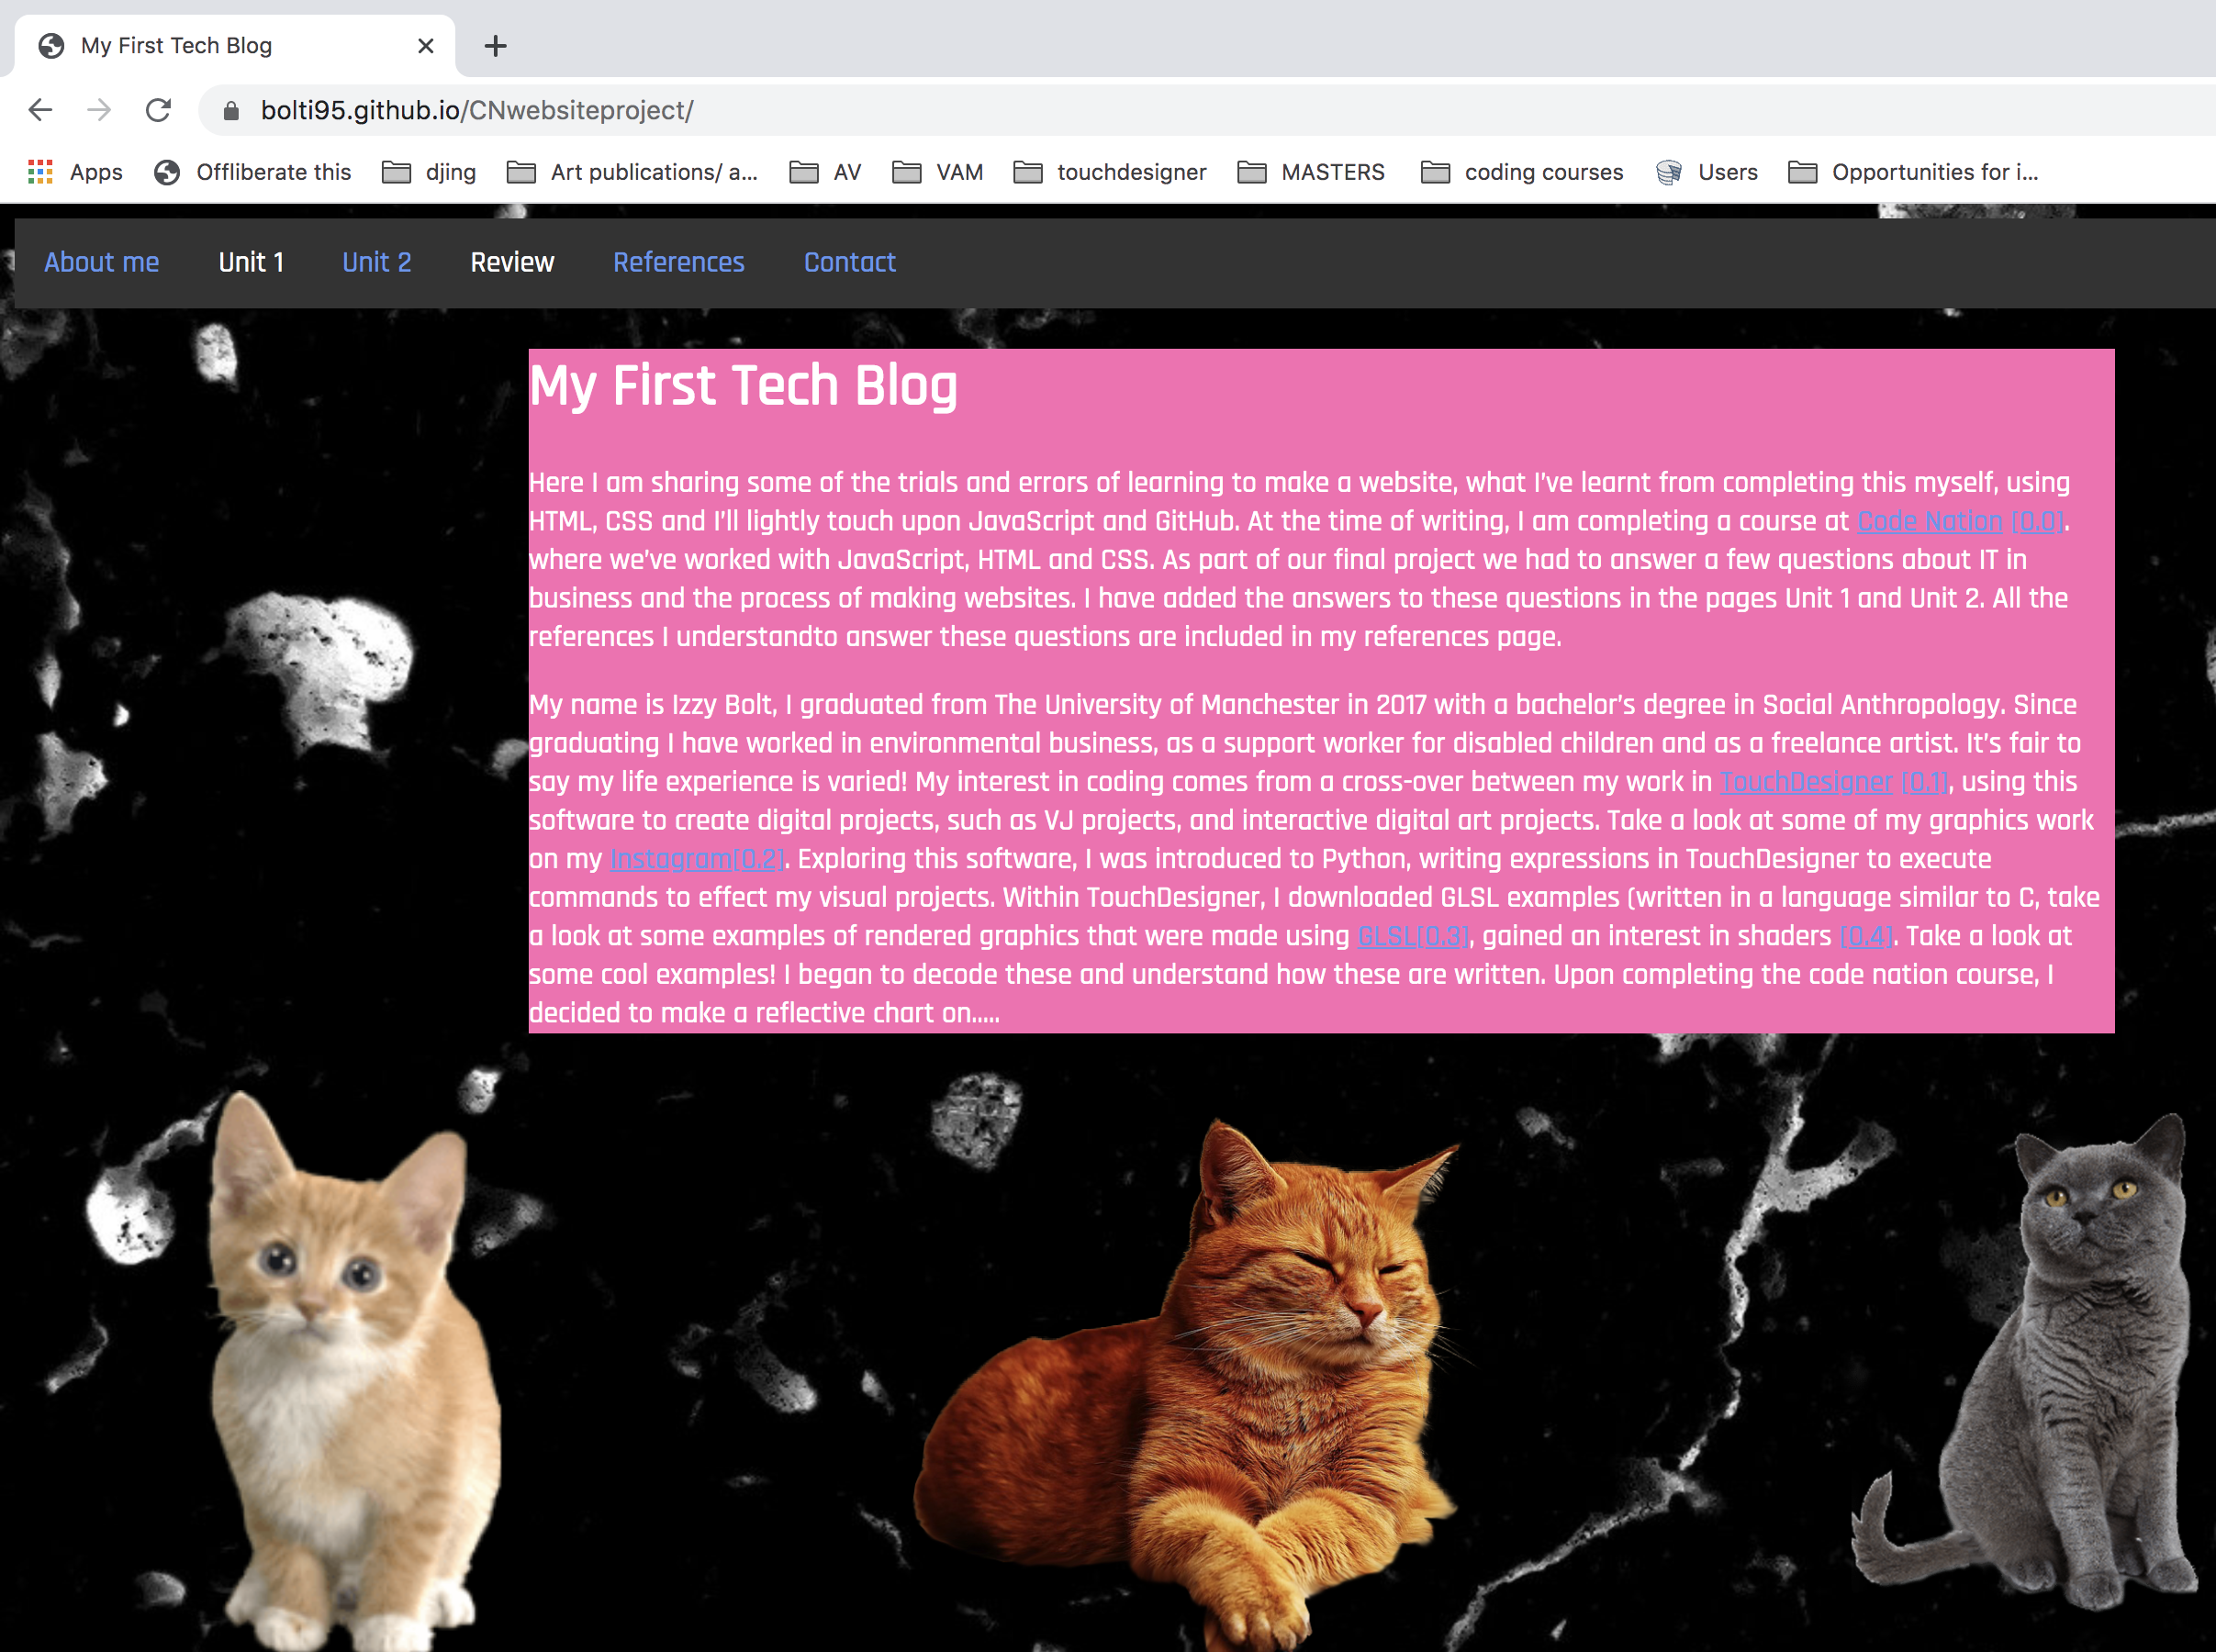 My First Tech Blog
bolti95.github.io/CNwebsiteproject/
Apps Offliberate this djing Art publications/ a... AV VAM touchdesigner MASTERS coding courses Users Opportunities for i...
About me Unit 1 Unit 2 Review References Contact
My First Tech Blog
Here I am sharing some of the trials and errors of learning to make a website, what I've learnt from completing this myself, using
HTML, CSS and I'll lightly touch upon JavaScript and GitHub. At the time of writing, I am completing a course at Code Nation [0.0].
where we've worked with JavaScript, HTML and CSS. As part of our final project we had to answer a few questions about IT in
business and the process of making websites. I have added the answers to these questions in the pages Unit 1 and Unit 2. All the
references I understandto answer these questions are included in my references page.
My name is Izzy Bolt, I graduated from The University of Manchester in 2017 with a bachelor's degree in Social Anthropology. Since
graduating I have worked in environmental business, as a support worker for disabled children and as a freelance artist. It's fair to
say my life experience is varied! My interest in coding comes from a cross-over between my work in TouchDesigner [0.1], using this
software to create digital projects, such as VJ projects, and interactive digital art projects. Take a look at some of my graphics work
on my Instagram[0.2]. Exploring this software, I was introduced to Python, writing expressions in TouchDesigner to execute
commands to effect my visual projects. Within TouchDesigner, I downloaded GLSL examples (written in a language similar to C, take
a look at some examples of rendered graphics that were made using GLSL[0.3], gained an interest in shaders [0.4]. Take a look at
some cool examples! I began to decode these and understand how these are written. Upon completing the code nation course, I
decided to make a reflective chart on.....